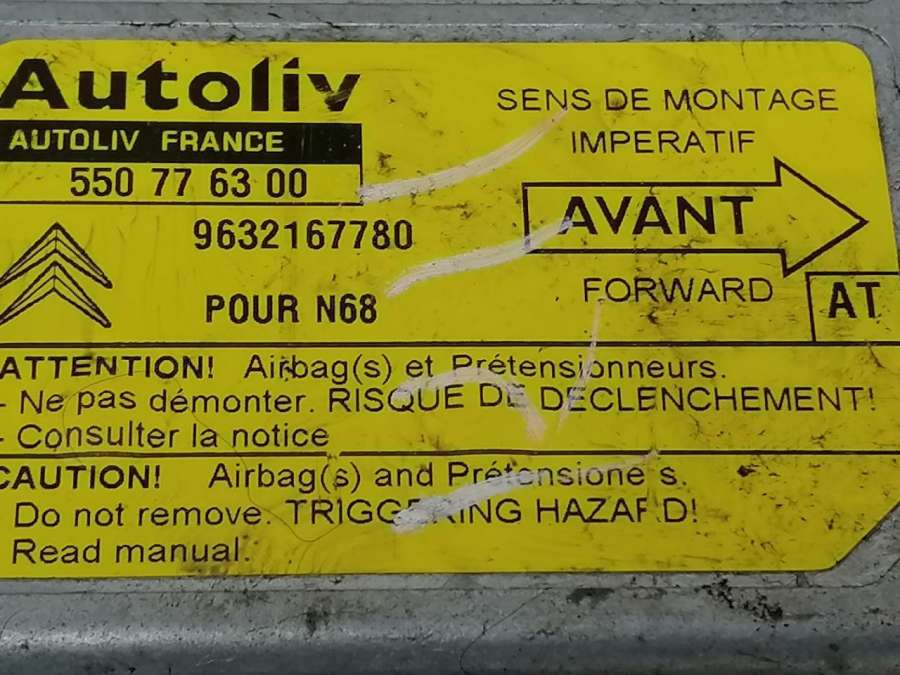 Autoliv
AUTOLIV FRANCE
550 77 63 00
9632167780
POUR N68
SENS DE MONTAGE
IMPERATIF
AVANT
FORWARD
AT
ATTENTION! Airbag(s) et Prétensionneurs.
- Ne pas démonter. RISQUE DE DECLENCHEMENT!
- Consulter la notice
CAUTION! Airbag(s) and Prétensione s.
Do not remove. TRIGGERING HAZARD!
Read manual.